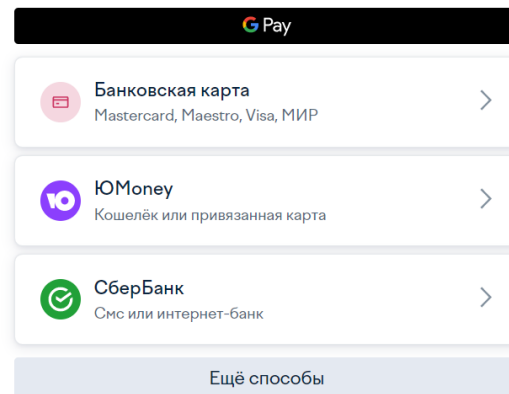 G Pay
Банковская карта
Mastercard, Maestro, Visa, МИР
ЮMoney
Кошелёк или привязанная карта
СберБанк
Смс или интернет-банк
Ещё способы